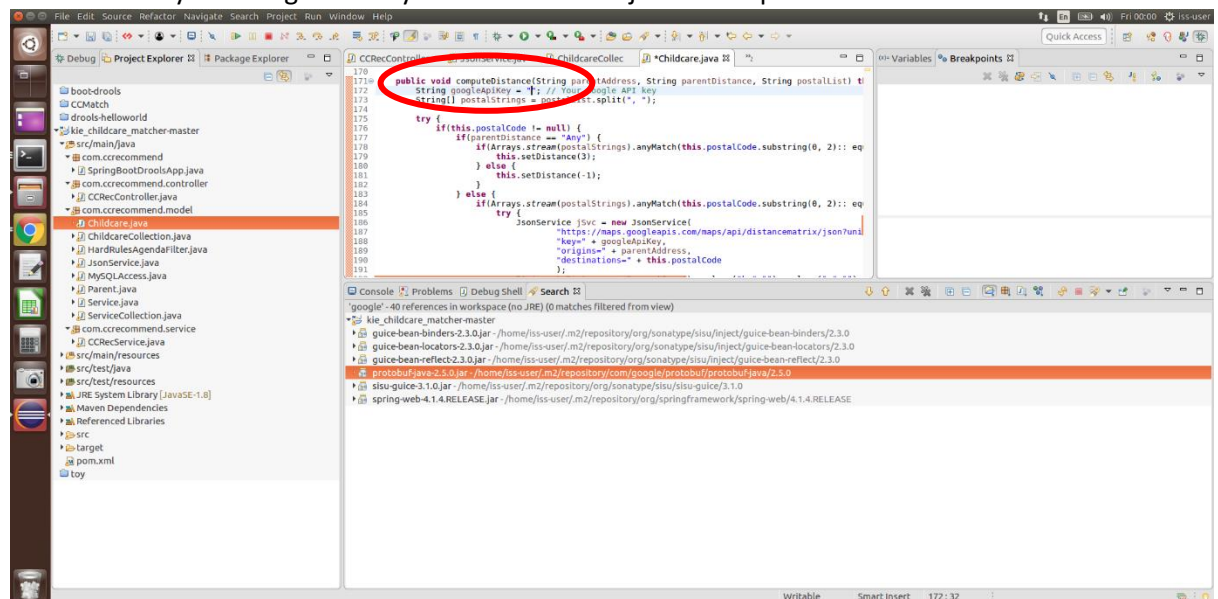 File Edit Source Refactor Navigate Search Project Run Window Help
En
Fri 00:00 iss-user
Quick Access
Debug Project Explorer Package Explorer
boot-drools
CCMatch
drools-helloworld
kie_childcare_matcher-master
src/main/java
com.ccrecommend
SpringBootDroolsApp.java
com.ccrecommend.controller
CCRecController.java
com.ccrecommend.model
Childcare.java
ChildcareCollection.java
HardRulesAgendaFilter.java
JsonService.java
MySQLAccess.java
Parent.java
Service.java
ServiceCollection.java
com.ccrecommend.service
CCRecService.java
src/main/resources
src/test/java
src/test/resources
JRE System Library [JavaSE-1.8]
Maven Dependencies
Referenced Libraries
src
target
pom.xml
toy
ChildcareCollec *Childcare.java
170
171 public void computeDistance(String parentAddress, String parentDistance, String postalList)
172 String googleApiKey = ""; // Your Google API key
173 String[] postalStrings = postalList.split(", ");
174
175 try {
176 if(this.postalCode != null) {
177 if(parentDistance == "Any") {
178 if(Arrays.stream(postalStrings).anyMatch(this.postalCode.substring(0, 2)::
179 this.setDistance(3);
180 } else {
181 this.setDistance(-1);
182 }
183 } else {
184 if(Arrays.stream(postalStrings).anyMatch(this.postalCode.substring(0, 2)::
185 try {
186 JsonService jSvc = new JsonService(
187 "https://maps.googleapis.com/maps/api/distancematrix/json?uni
188 "key=" + googleApiKey,
189 "origins=" + parentAddress,
190 "destinations=" + this.postalCode
191 );
Variables Breakpoints
Console Problems Debug Shell Search
'google' - 40 references in workspace (no JRE) (0 matches filtered from view)
kie_childcare_matcher-master
guice-bean-binders-2.3.0.jar - /home/iss-user/.m2/repository/org/sonatype/sisu/inject/guice-bean-binders/2.3.0
guice-bean-locators-2.3.0.jar - /home/iss-user/.m2/repository/org/sonatype/sisu/inject/guice-bean-locators/2.3.0
guice-bean-reflect-2.3.0.jar - /home/iss-user/.m2/repository/org/sonatype/sisu/inject/guice-bean-reflect/2.3.0
protobuf-java-2.5.0.jar - /home/iss-user/.m2/repository/com/google/protobuf/protobuf-java/2.5.0
sisu-guice-3.1.0.jar - /home/iss-user/.m2/repository/org/sonatype/sisu/sisu-guice/3.1.0
spring-web-4.1.4.RELEASE.jar - /home/iss-user/.m2/repository/org/springframework/spring-web/4.1.4.RELEASE
Writable Smart Insert 172 : 32